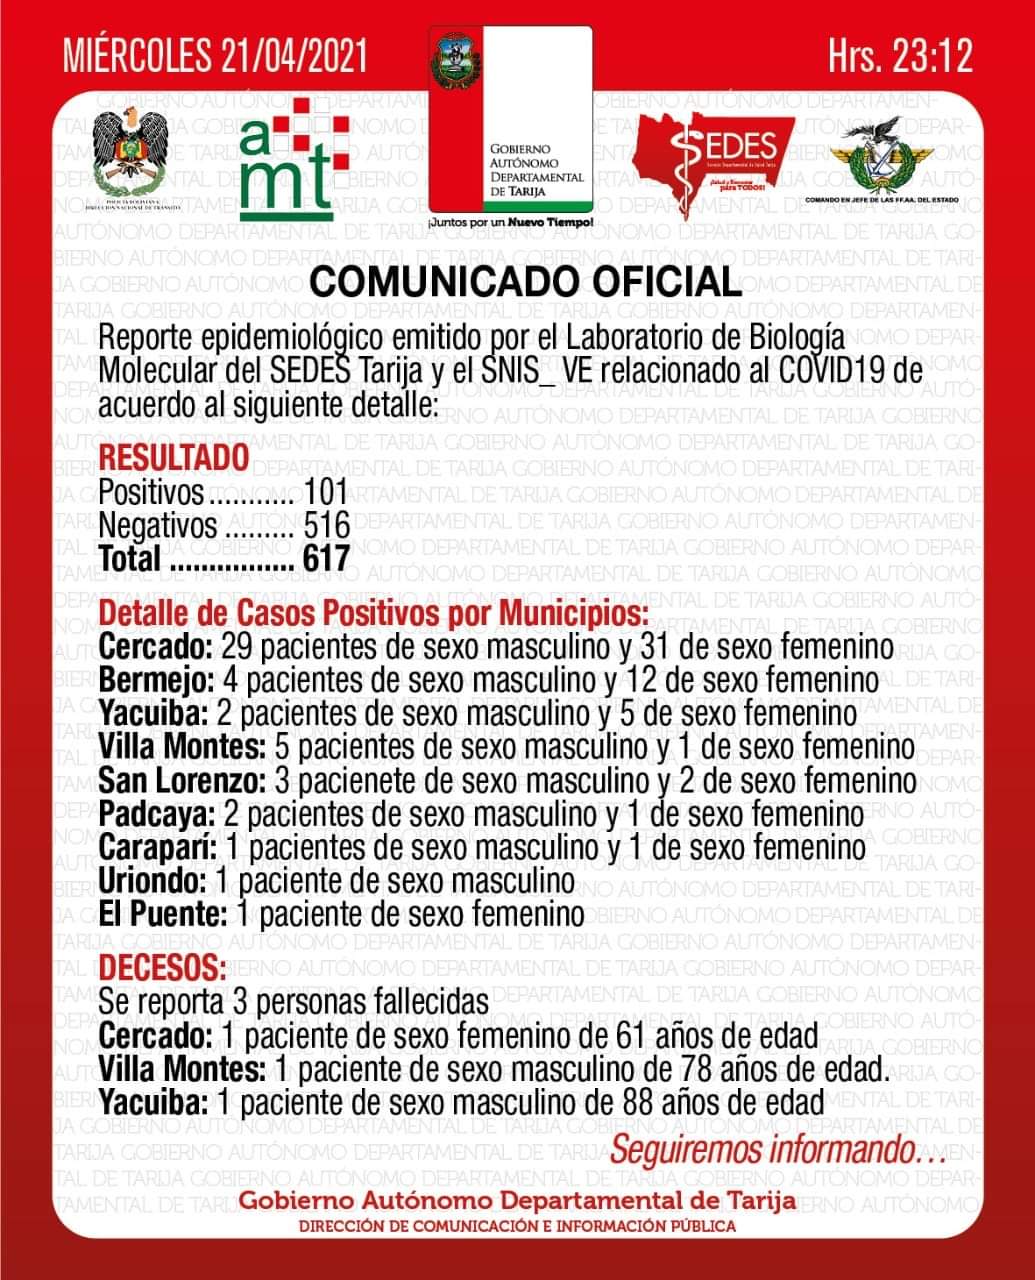 MIÉRCOLES 21/04/2021
Hrs. 23:12
POLICÍA BOLIVIANA
DIRECCIÓN NACIONAL DE TRÁNSITO
amt
GOBIERNO
AUTÓNOMO
DEPARTAMENTAL
DE TARIJA
¡Juntos por un Nuevo Tiempo!
SEDES
Servicio Departamental de Salud Tarija
¡Salud y Bienestar
para TODOS!
COMANDO EN JEFE DE LAS FF.AA. DEL ESTADO
COMUNICADO OFICIAL
Reporte epidemiológico emitido por el Laboratorio de Biología
Molecular del SEDES Tarija y el SNIS_ VE relacionado al COVID19 de
acuerdo al siguiente detalle:
RESULTADO
Positivos ........... 101
Negativos ......... 516
Total ................ 617
Detalle de Casos Positivos por Municipios:
Cercado: 29 pacientes de sexo masculino y 31 de sexo femenino
Bermejo: 4 pacientes de sexo masculino y 12 de sexo femenino
Yacuiba: 2 pacientes de sexo masculino y 5 de sexo femenino
Villa Montes: 5 pacientes de sexo masculino y 1 de sexo femenino
San Lorenzo: 3 pacienete de sexo masculino y 2 de sexo femenino
Padcaya: 2 pacientes de sexo masculino y 1 de sexo femenino
Caraparí: 1 pacientes de sexo masculino y 1 de sexo femenino
Uriondo: 1 paciente de sexo masculino
El Puente: 1 paciente de sexo femenino
DECESOS:
Se reporta 3 personas fallecidas
Cercado: 1 paciente de sexo femenino de 61 años de edad
Villa Montes: 1 paciente de sexo masculino de 78 años de edad.
Yacuiba: 1 paciente de sexo masculino de 88 años de edad
Seguiremos informando...
Gobierno Autónomo Departamental de Tarija
DIRECCIÓN DE COMUNICACIÓN E INFORMACIÓN PÚBLICA